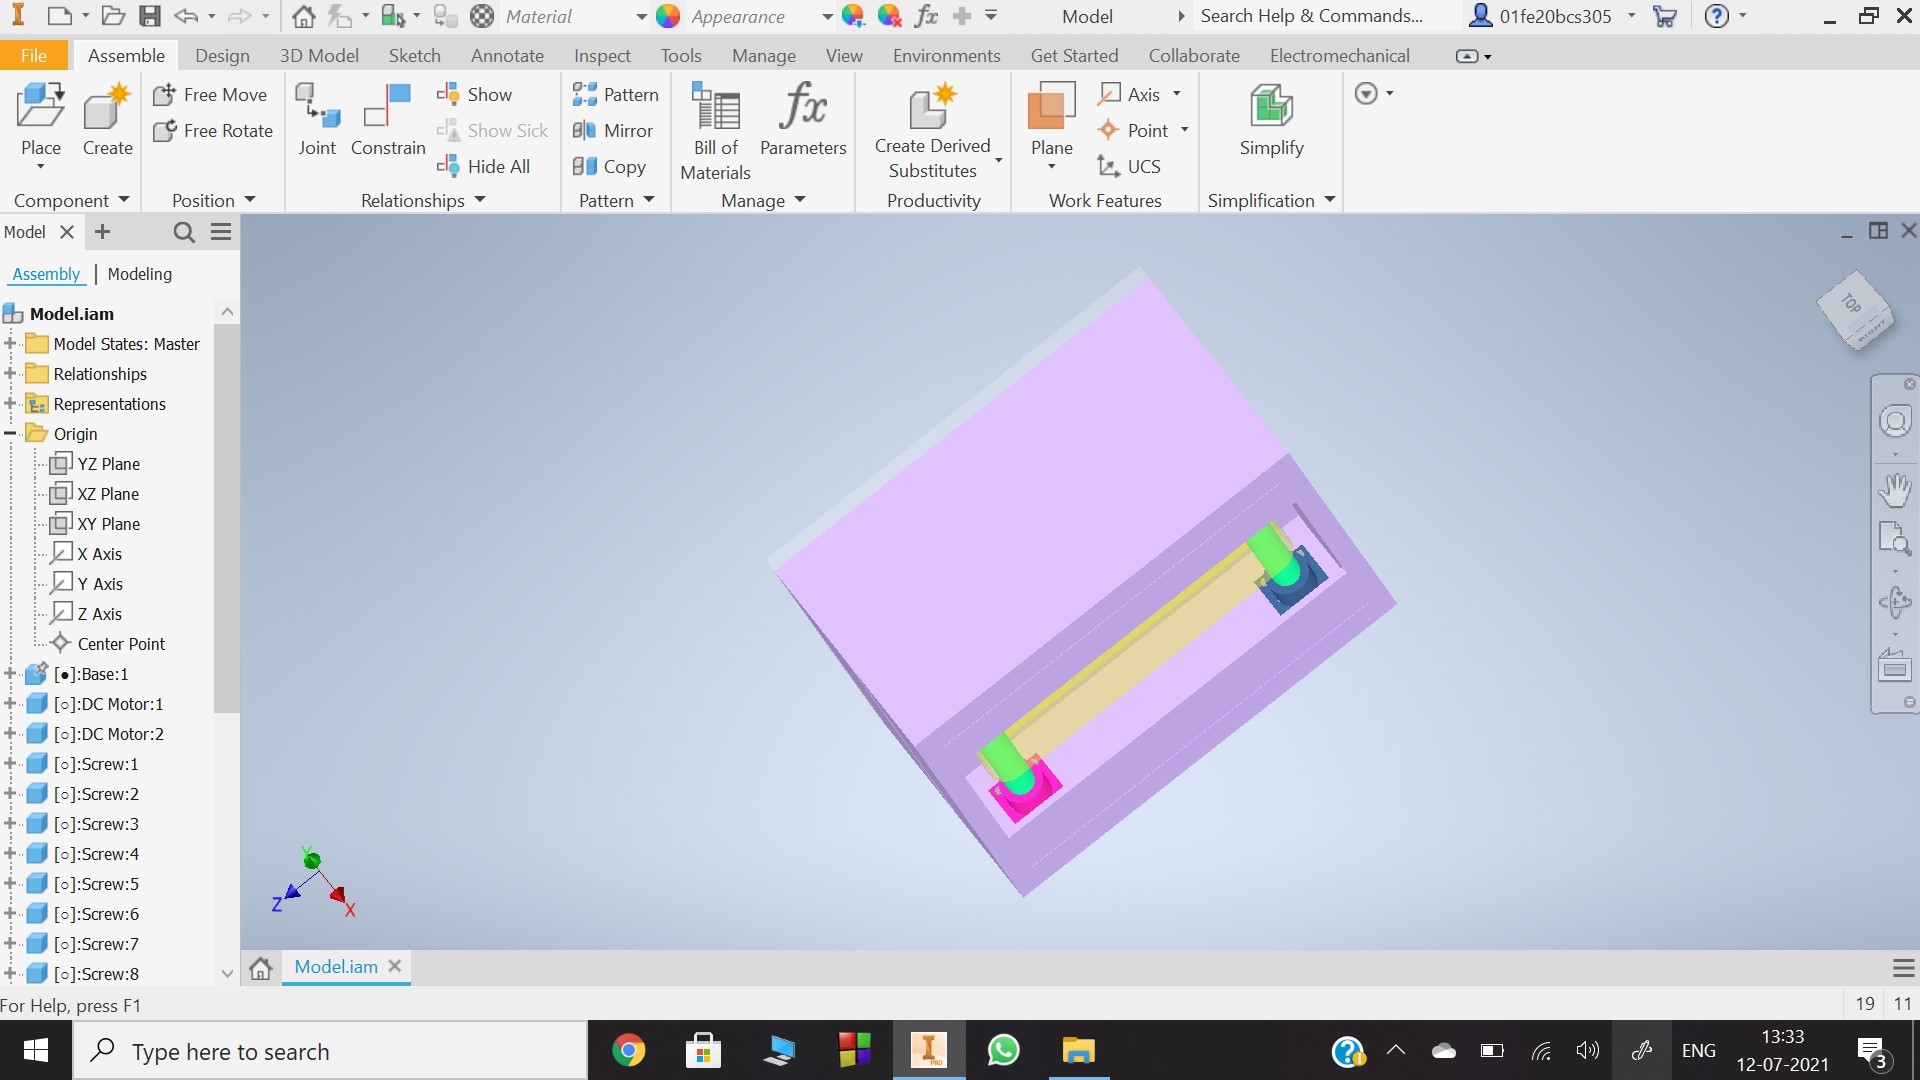 Material
Appearance
fx
Model
Search Help & Commands...
01fe20bcs305
File
Assemble
Design
3D Model
Sketch
Annotate
Inspect
Tools
Manage
View
Environments
Get Started
Collaborate
Electromechanical
Place
Create
Component
Free Move
Free Rotate
Position
Joint
Constrain
Show
Show Sick
Hide All
Relationships
Pattern
Mirror
Copy
Pattern
Bill of
Materials
fx
Parameters
Manage
Create Derived
Substitutes
Productivity
Plane
Axis
Point
UCS
Work Features
Simplify
Simplification
Model
Assembly | Modeling
Model.iam
Model States: Master
Relationships
Representations
Origin
YZ Plane
XZ Plane
XY Plane
X Axis
Y Axis
Z Axis
Center Point
[●]:Base:1
[○]:DC Motor:1
[○]:DC Motor:2
[○]:Screw:1
[○]:Screw:2
[○]:Screw:3
[○]:Screw:4
[○]:Screw:5
[○]:Screw:6
[○]:Screw:7
[○]:Screw:8
TOP
RIGHT
Y
Z
X
Model.iam
For Help, press F1
19 11
Type here to search
I
PRO
ENG
13:33
12-07-2021
3